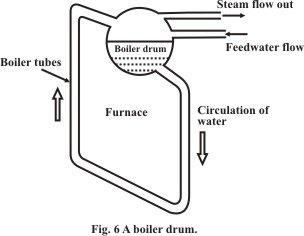 Steam flow out
Boiler drum
Feedwater flow
Boiler tubes
Furnace
Circulation of
water
Fig. 6 A boiler drum.